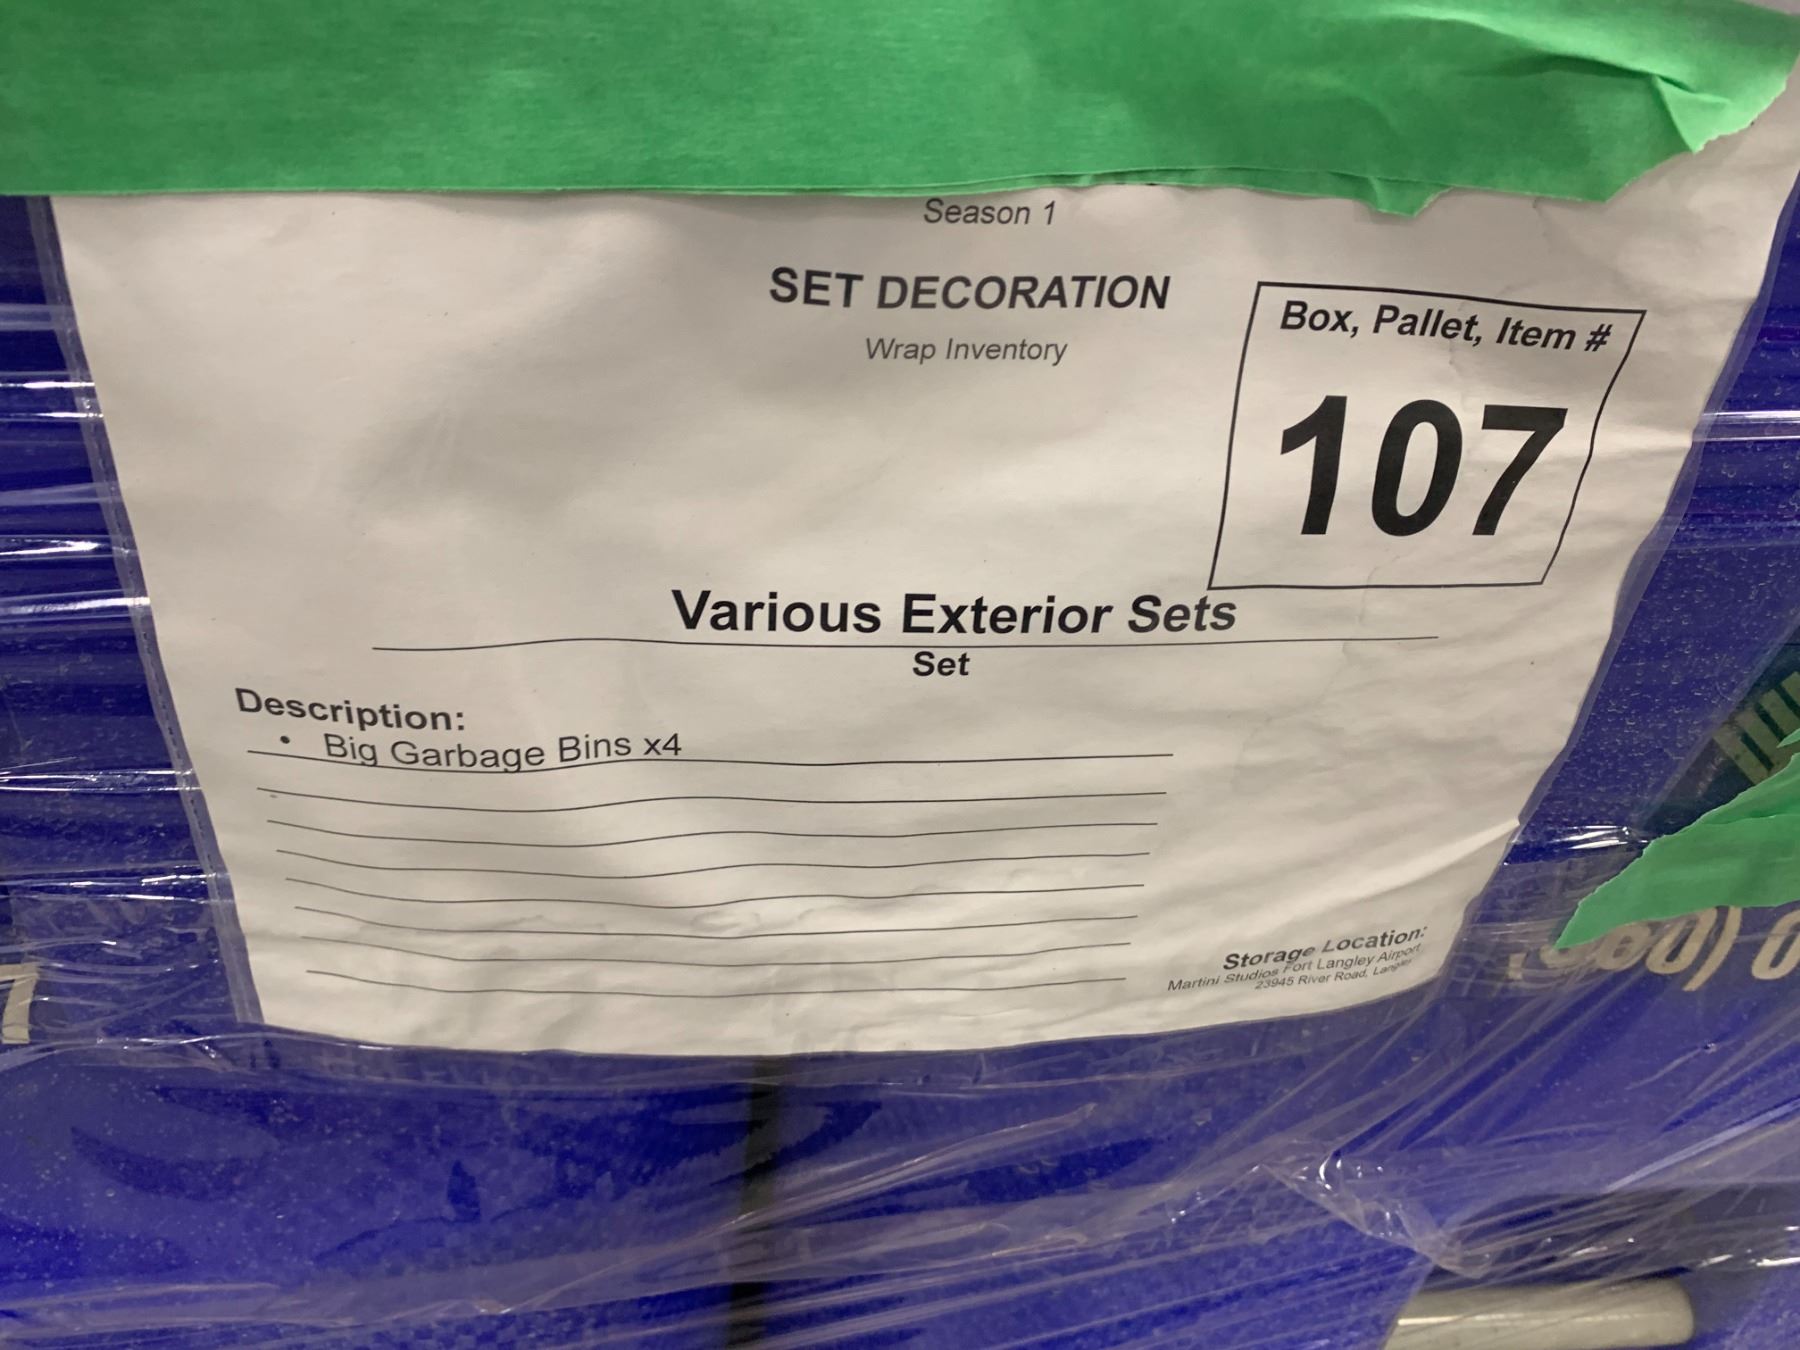 Season 1
SET DECORATION
Wrap Inventory
Box, Pallet, Item #
107
Various Exterior Sets
Set
Description:
• Big Garbage Bins x4
Storage Location:
Martini Studios Fort Langley Airport
23945 River Road, Langley